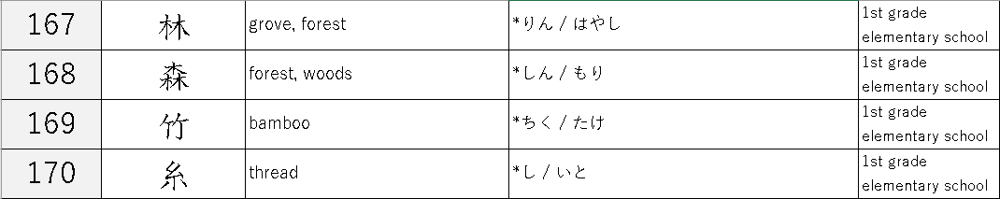 167 林 grove, forest *りん / はやし 1st grade
elementary school
168 森 forest, woods *しん / もり 1st grade
elementary school
169 竹 bamboo *ちく / たけ 1st grade
elementary school
170 糸 thread *し / いと 1st grade
elementary school